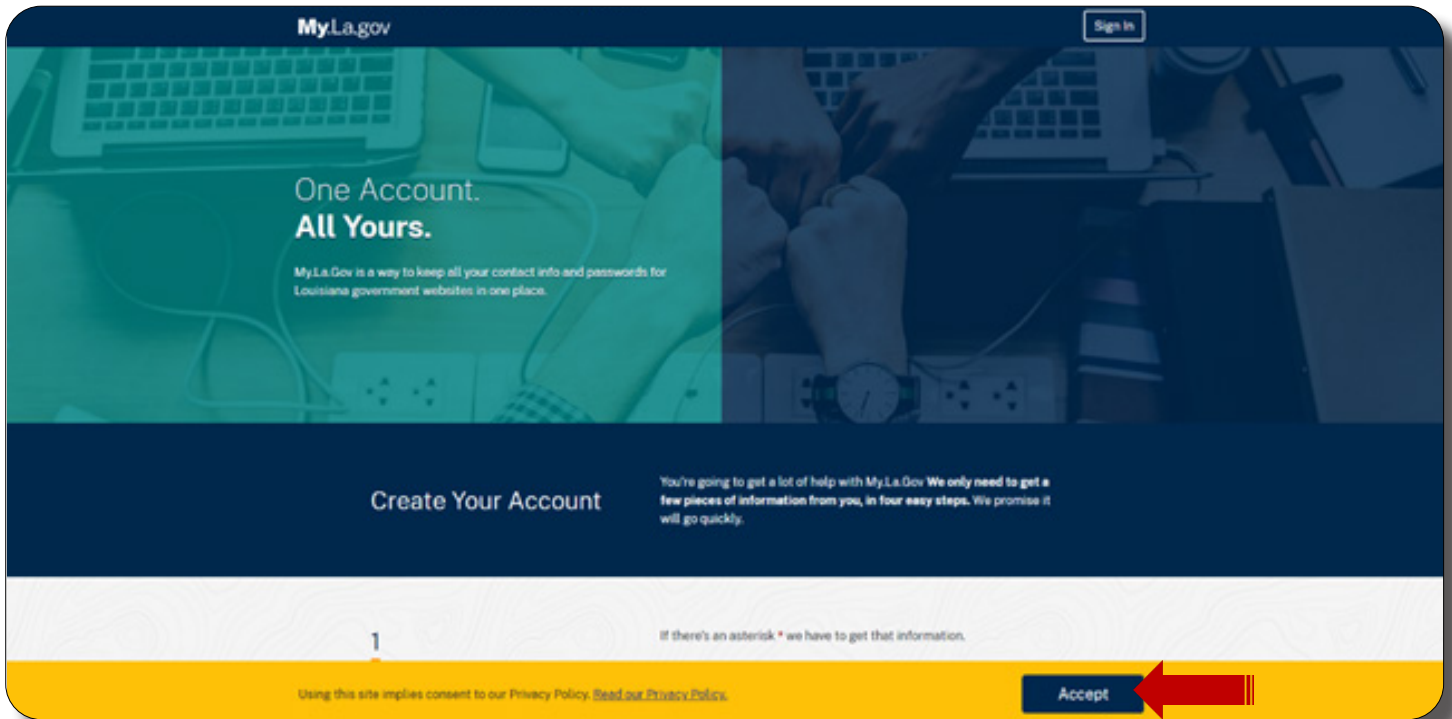 My.La.gov
Sign In
One Account.
All Yours.
My.La.Gov is a way to keep all your contact info and passwords for
Louisiana government websites in one place.
Create Your Account
You're going to get a lot of help with My.La.Gov We only need to get a
few pieces of information from you, in four easy steps. We promise it
will go quickly.
1
If there's an asterisk * we have to get that information.
Using this site implies consent to our Privacy Policy. Read our Privacy Policy.
Accept